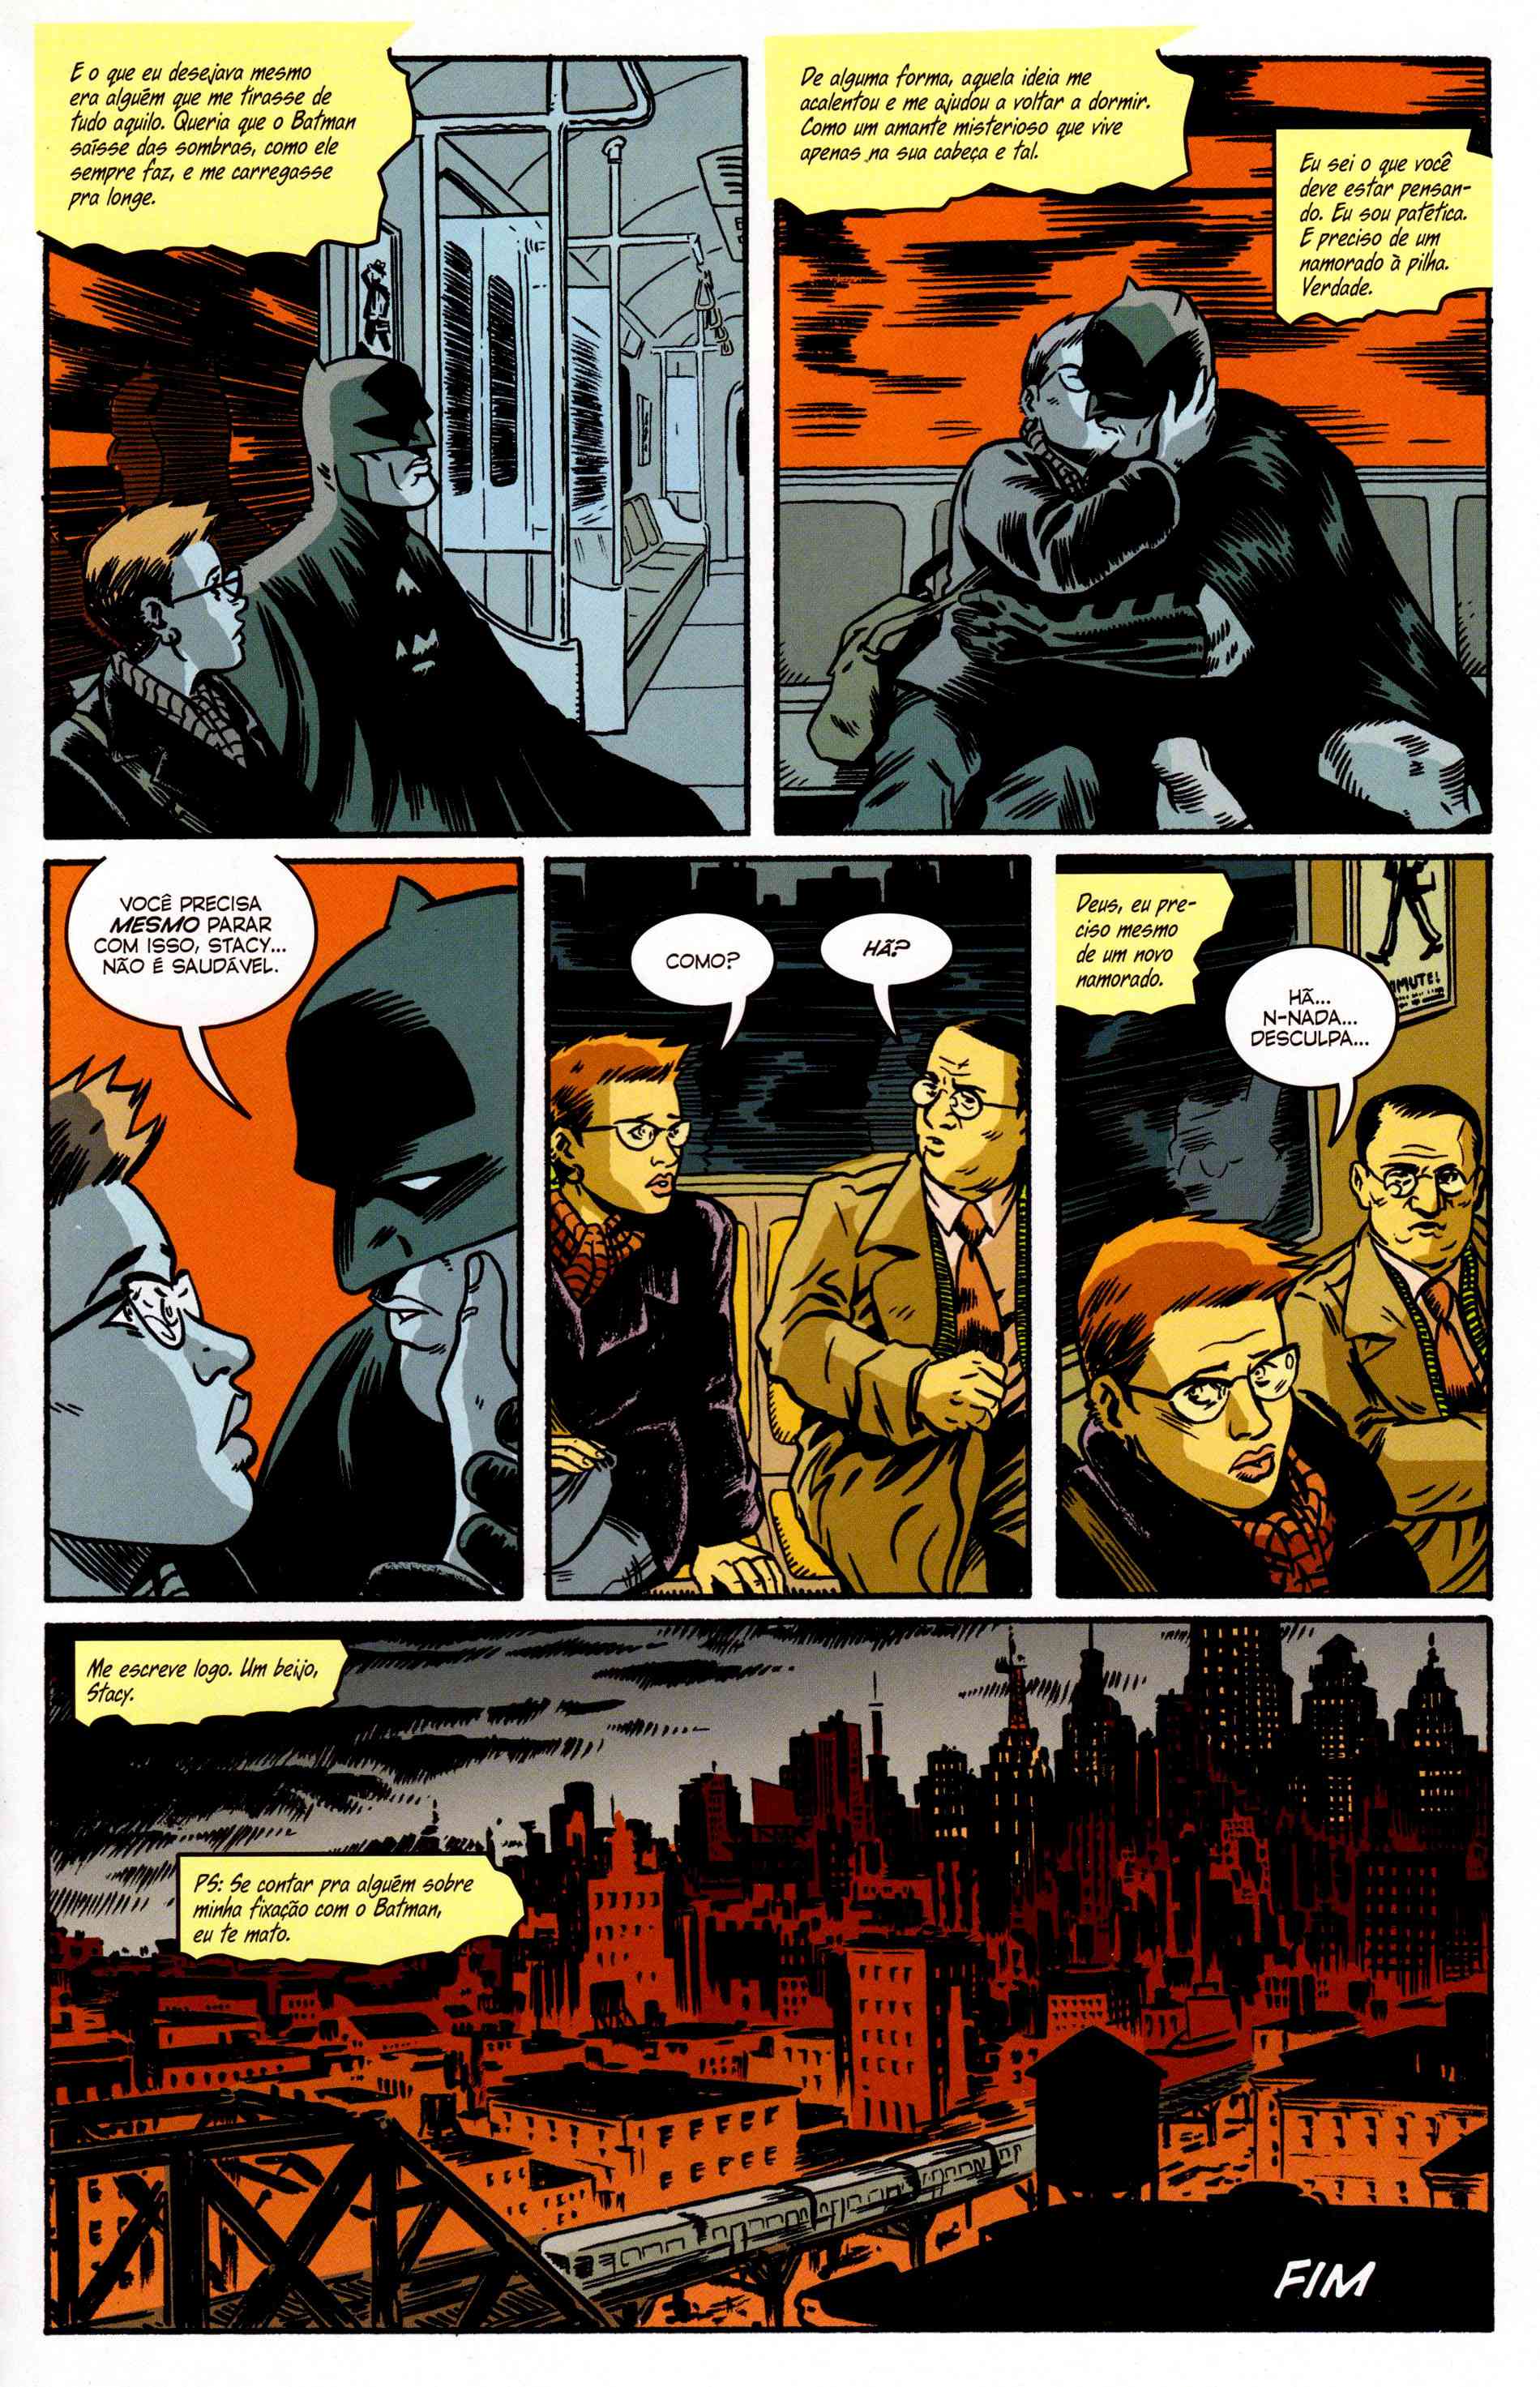 E o que eu desejava mesmo
era alguém que me tirasse de
tudo aquilo. Queria que o Batman
saísse das sombras, como ele
sempre faz, e me carregasse
pra longe.
De alguma forma, aquela ideia me
acalentou e me ajudou a voltar a dormir.
Como um amante misterioso que vive
apenas na sua cabeça e tal.
Eu sei o que você
deve estar pensan-
do. Eu sou patética.
E preciso de um
namorado à pilha.
Verdade.
VOCÊ PRECISA
MESMO PARAR
COM ISSO, STACY...
NÃO É SAUDÁVEL.
COMO?
HÃ?
Deus, eu pre-
ciso mesmo
de um novo
namorado.
HÃ...
N-NADA...
DESCULPA...
Me escreve logo. Um beijo,
Stacy.
PS: Se contar pra alguém sobre
minha fixação com o Batman,
eu te mato.
FIM